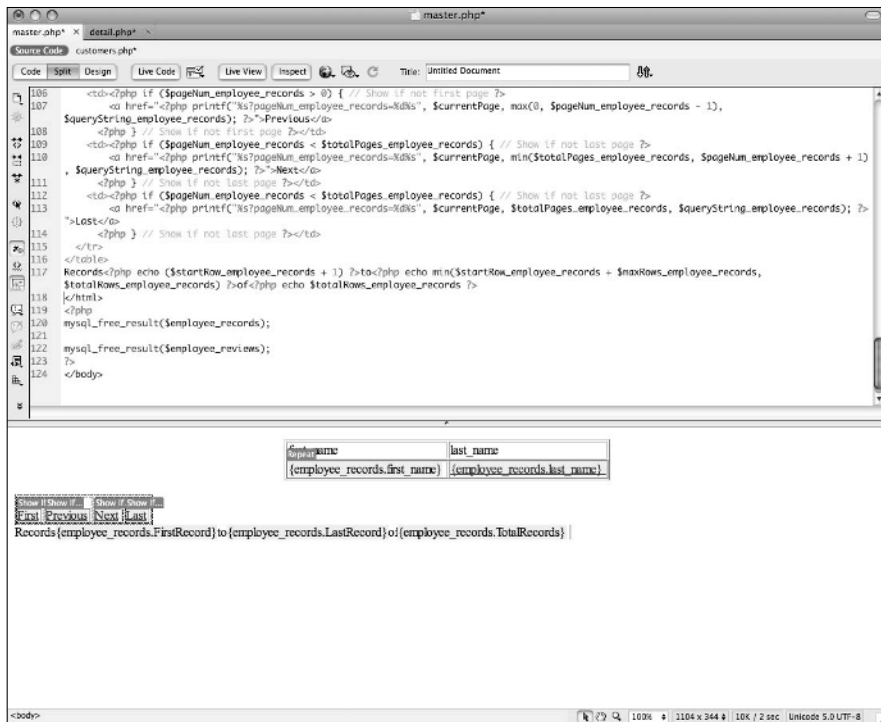 master.php*
master.php* × detail.php* ×
Source Code customers.php*
Code Split Design Live Code Live View Inspect Title: Untitled Document
106 <td><?php if ($pageNum_employee_records > 0) { // Show if not first page ?>
107 <a href="<?php printf("%s?pageNum_employee_records=%d%s", $currentPage, max(0, $pageNum_employee_records - 1),
$queryString_employee_records); ?>">Previous</a>
108 <?php } // Show if not first page ?></td>
109 <td><?php if ($pageNum_employee_records < $totalPages_employee_records) { // Show if not last page ?>
110 <a href="<?php printf("%s?pageNum_employee_records=%d%s", $currentPage, min($totalPages_employee_records, $pageNum_employee_records + 1)
, $queryString_employee_records); ?>">Next</a>
111 <?php } // Show if not last page ?></td>
112 <td><?php if ($pageNum_employee_records < $totalPages_employee_records) { // Show if not last page ?>
113 <a href="<?php printf("%s?pageNum_employee_records=%d%s", $currentPage, $totalPages_employee_records, $queryString_employee_records); ?>
">Last</a>
114 <?php } // Show if not last page ?></td>
115 </tr>
116 </table>
117 Records<?php echo ($startRow_employee_records + 1) ?>to<?php echo min($startRow_employee_records + $maxRows_employee_records,
$totalRows_employee_records) ?>of<?php echo $totalRows_employee_records ?>
118 </html>
119 <?php
120 mysql_free_result($employee_records);
121
122 mysql_free_result($employee_reviews);
123 ?>
124 </body>
Repeat
last_name
{employee_records.first_name} {employee_records.last_name}
Show If Show If... Show If. Show If...
First Previous Next Last
Records{employee_records.FirstRecord}to{employee_records.LastRecord}of{employee_records.TotalRecords}
<body> 100% 1104 x 344 10K / 2 sec Unicode 5.0 UTF-8